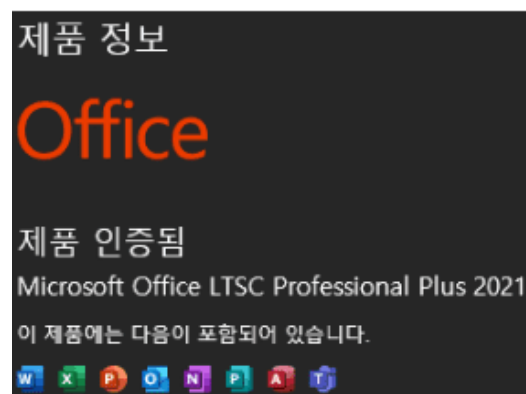 제품 정보
Office
제품 인증됨
Microsoft Office LTSC Professional Plus 2021
이 제품에는 다음이 포함되어 있습니다.
W X P O N P A T